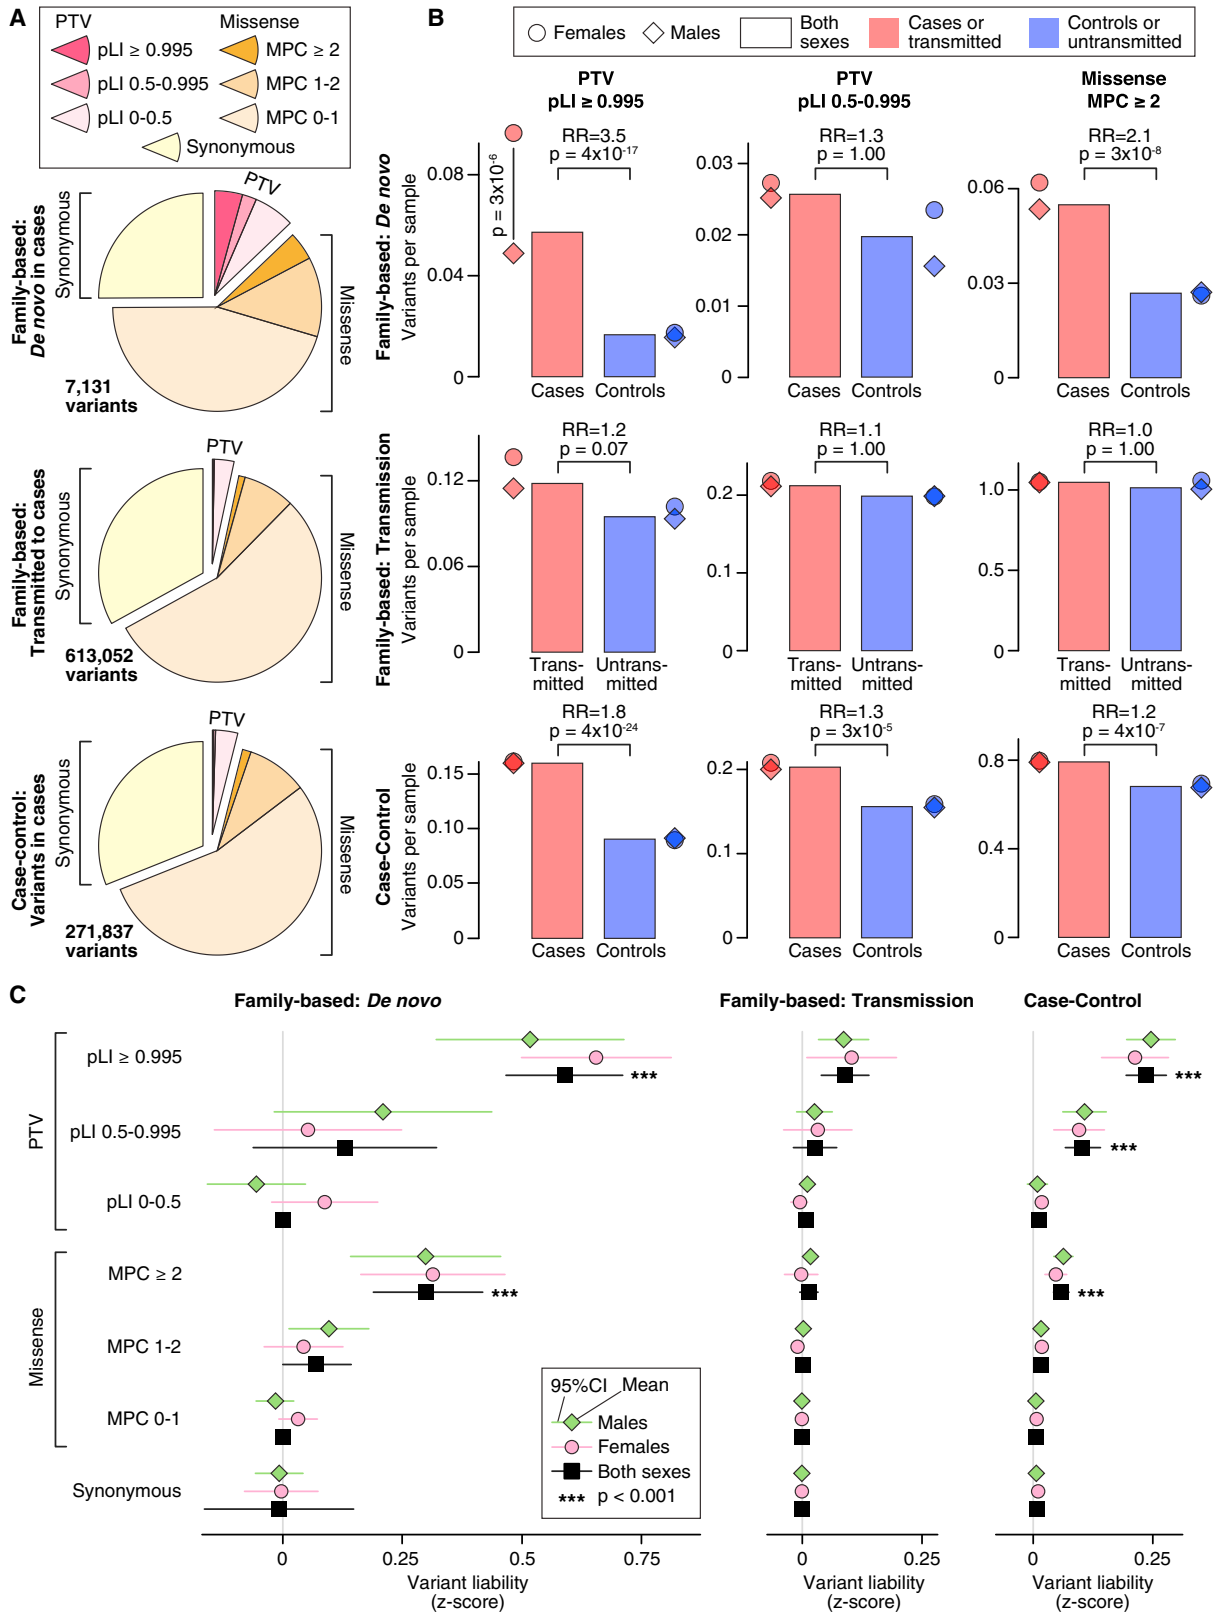 A
PTV
Missense
pLI ≥ 0.995
MPC ≥ 2
pLI 0.5-0.995
MPC 1-2
pLI 0-0.5
MPC 0-1
Synonymous
Family-based:
De novo in cases
Synonymous
PTV
Missense
7,131
variants
Family-based:
Transmitted to cases
Synonymous
PTV
Missense
613,052
variants
Case-control:
Variants in cases
Synonymous
PTV
Missense
271,837
variants
B
Females
Males
Both
sexes
Cases or
transmitted
Controls or
untransmitted
PTV
pLI ≥ 0.995
PTV
pLI 0.5-0.995
Missense
MPC ≥ 2
Family-based: De novo
Variants per sample
0.08
0.04
0
p = 3x10-6
RR=3.5
p = 4x10-17
Cases
Controls
0.03
0.02
0.01
0
RR=1.3
p = 1.00
Cases
Controls
0.06
0.03
0
RR=2.1
p = 3x10-8
Cases
Controls
Family-based: Transmission
Variants per sample
0.12
0.06
0
RR=1.2
p = 0.07
Trans-
mitted
Untrans-
mitted
0.2
0.1
0
RR=1.1
p = 1.00
Trans-
mitted
Untrans-
mitted
1.0
0.5
0
RR=1.0
p = 1.00
Trans-
mitted
Untrans-
mitted
Case-Control
Variants per sample
0.15
0.10
0.05
0
RR=1.8
p = 4x10-24
Cases
Controls
0.2
0.1
0
RR=1.3
p = 3x10-5
Cases
Controls
0.8
0.4
0
RR=1.2
p = 4x10-7
Cases
Controls
C
Family-based: De novo
Family-based: Transmission
Case-Control
PTV
pLI ≥ 0.995
***
***
pLI 0.5-0.995
***
pLI 0-0.5
Missense
MPC ≥ 2
***
***
MPC 1-2
MPC 0-1
Synonymous
95%CI
Mean
Males
Females
Both sexes
*** p < 0.001
0
0.25
0.5
0.75
Variant liability
(z-score)
0
0.25
Variant liability
(z-score)
0
0.25
Variant liability
(z-score)